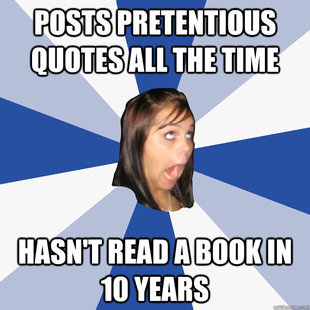 POSTS PRETENTIOUS
QUOTES ALL THE TIME
HASN'T READ A BOOK IN
10 YEARS